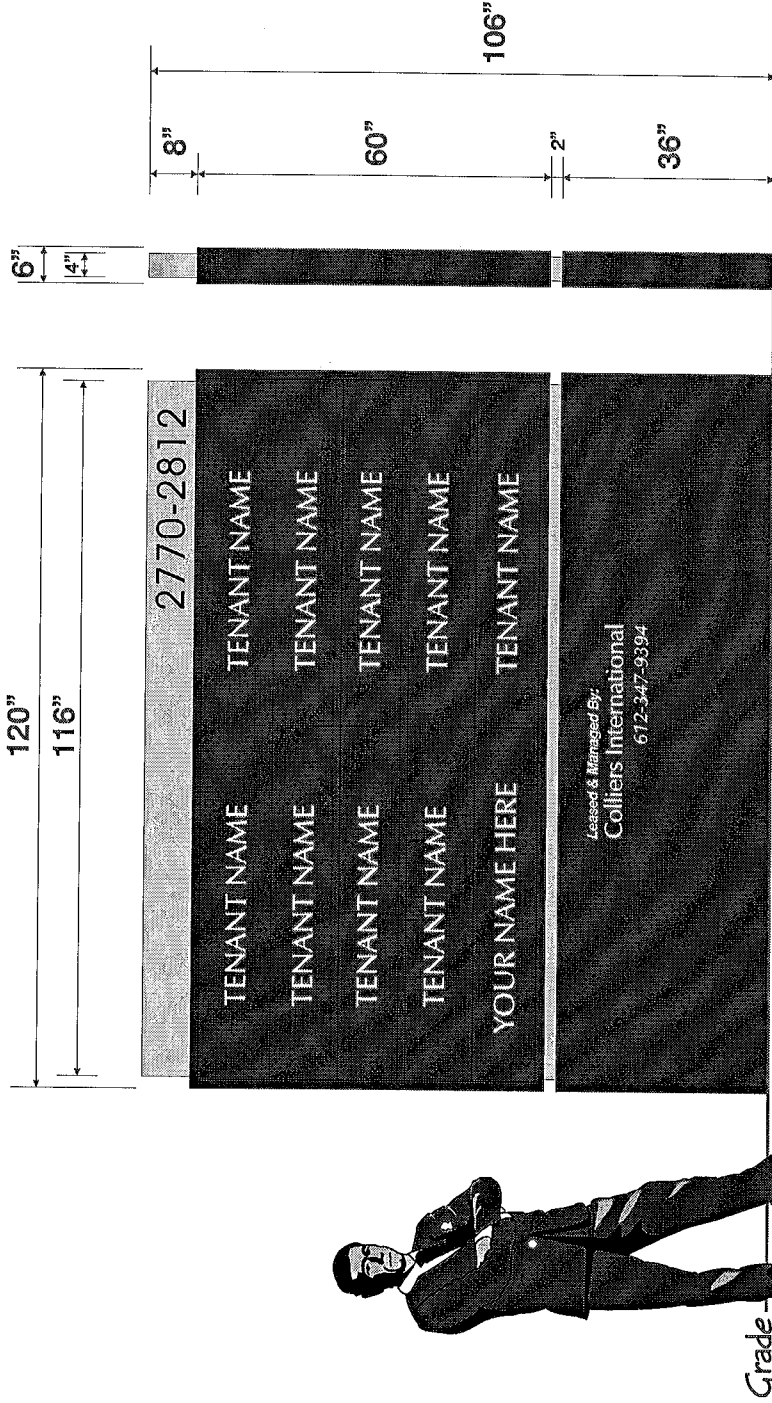 120”
116”
6”
4”
8”
60”
2”
36”
106”
2770-2812
TENANT NAME TENANT NAME
TENANT NAME TENANT NAME
TENANT NAME TENANT NAME
TENANT NAME TENANT NAME
YOUR NAME HERE TENANT NAME
Leased & Managed By:
Colliers International
612-347-9394
Grade